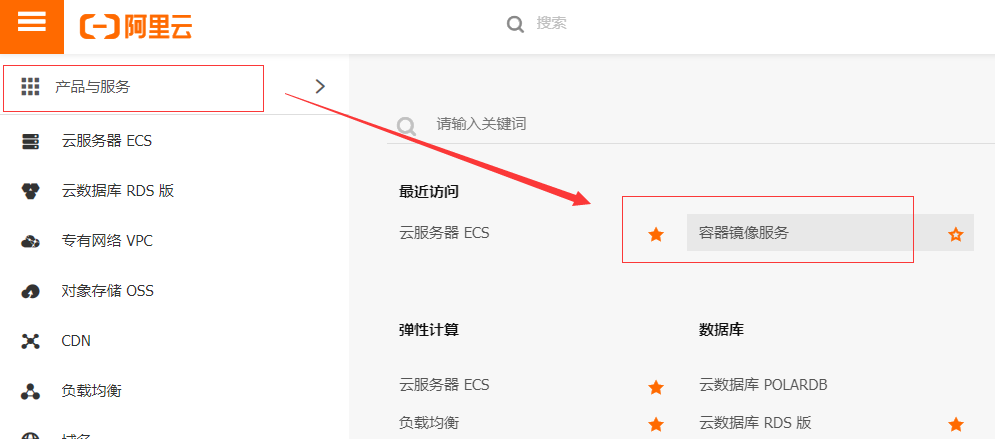 阿里云
搜索
产品与服务
云服务器 ECS
云数据库 RDS 版
专有网络 VPC
对象存储 OSS
CDN
负载均衡
域名
请输入关键词
最近访问
云服务器 ECS
容器镜像服务
弹性计算
数据库
云服务器 ECS
云数据库 POLARDB
负载均衡
云数据库 RDS 版